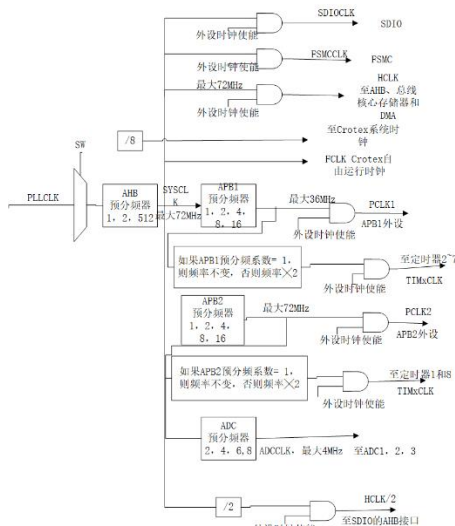 SDIOCLK
SDIO
外设时钟使能
FSMCCLK
FSMC
外设时钟使能
最大72MHz
HCLK
至AHB、总线
核心存储器和
DMA
外设时钟使能
/8
至Crotex系统时
钟
SW
FCLK Crotex自
由运行时钟
PLLCLK
AHB
预分频器
1, 2, 512
SYSCL
K
最大72MHz
APB1
预分频器
1, 2, 4,
8, 16
最大36MHz
PCLK1
APB1外设
外设时钟使能
如果APB1预分频系数= 1,
则频率不变，否则频率×2
至定时器2~7
TIMxCLK
外设时钟使能
APB2
预分频器
1, 2, 4,
8, 16
最大72MHz
PCLK2
APB2外设
外设时钟使能
如果APB2预分频系数= 1,
则频率不变，否则频率×2
至定时器1和8
TIMxCLK
外设时钟使能
ADC
预分频器
2, 4, 6,8
ADCCLK，最大4MHz
至ADC1, 2, 3
/2
HCLK/2
至SDIO的AHB接口